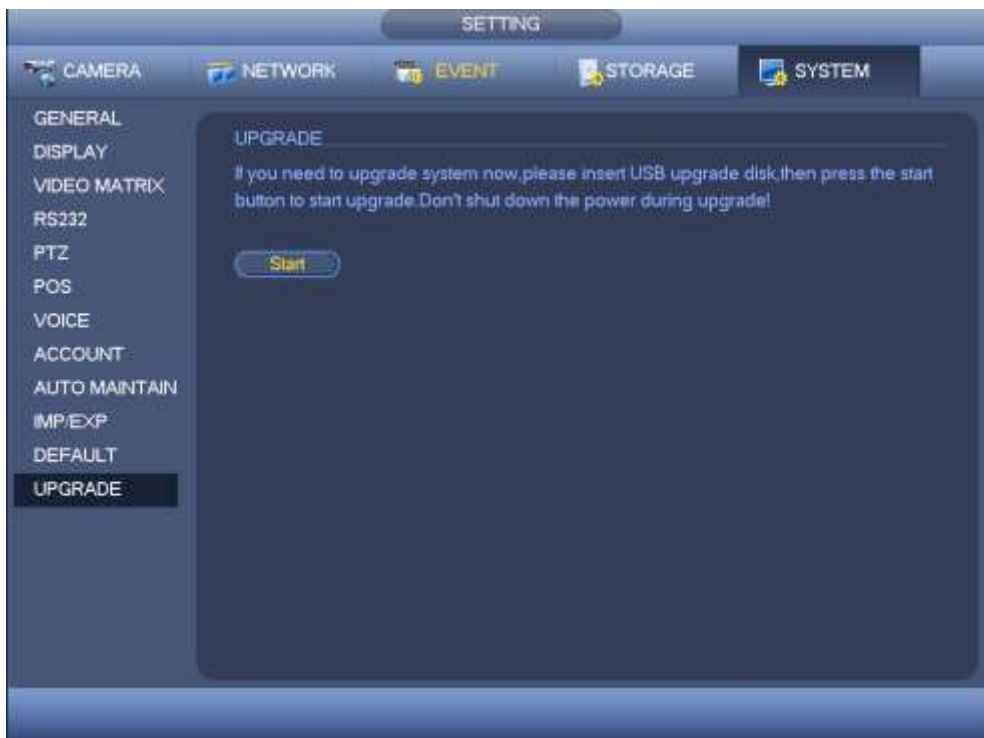 SETTING
CAMERA NETWORK EVENT STORAGE SYSTEM
GENERAL
DISPLAY
VIDEO MATRIX
RS232
PTZ
POS
VOICE
ACCOUNT
AUTO MAINTAIN
IMP/EXP
DEFAULT
UPGRADE
UPGRADE
If you need to upgrade system now,please insert USB upgrade disk,then press the start
button to start upgrade.Don't shut down the power during upgrade!
Start